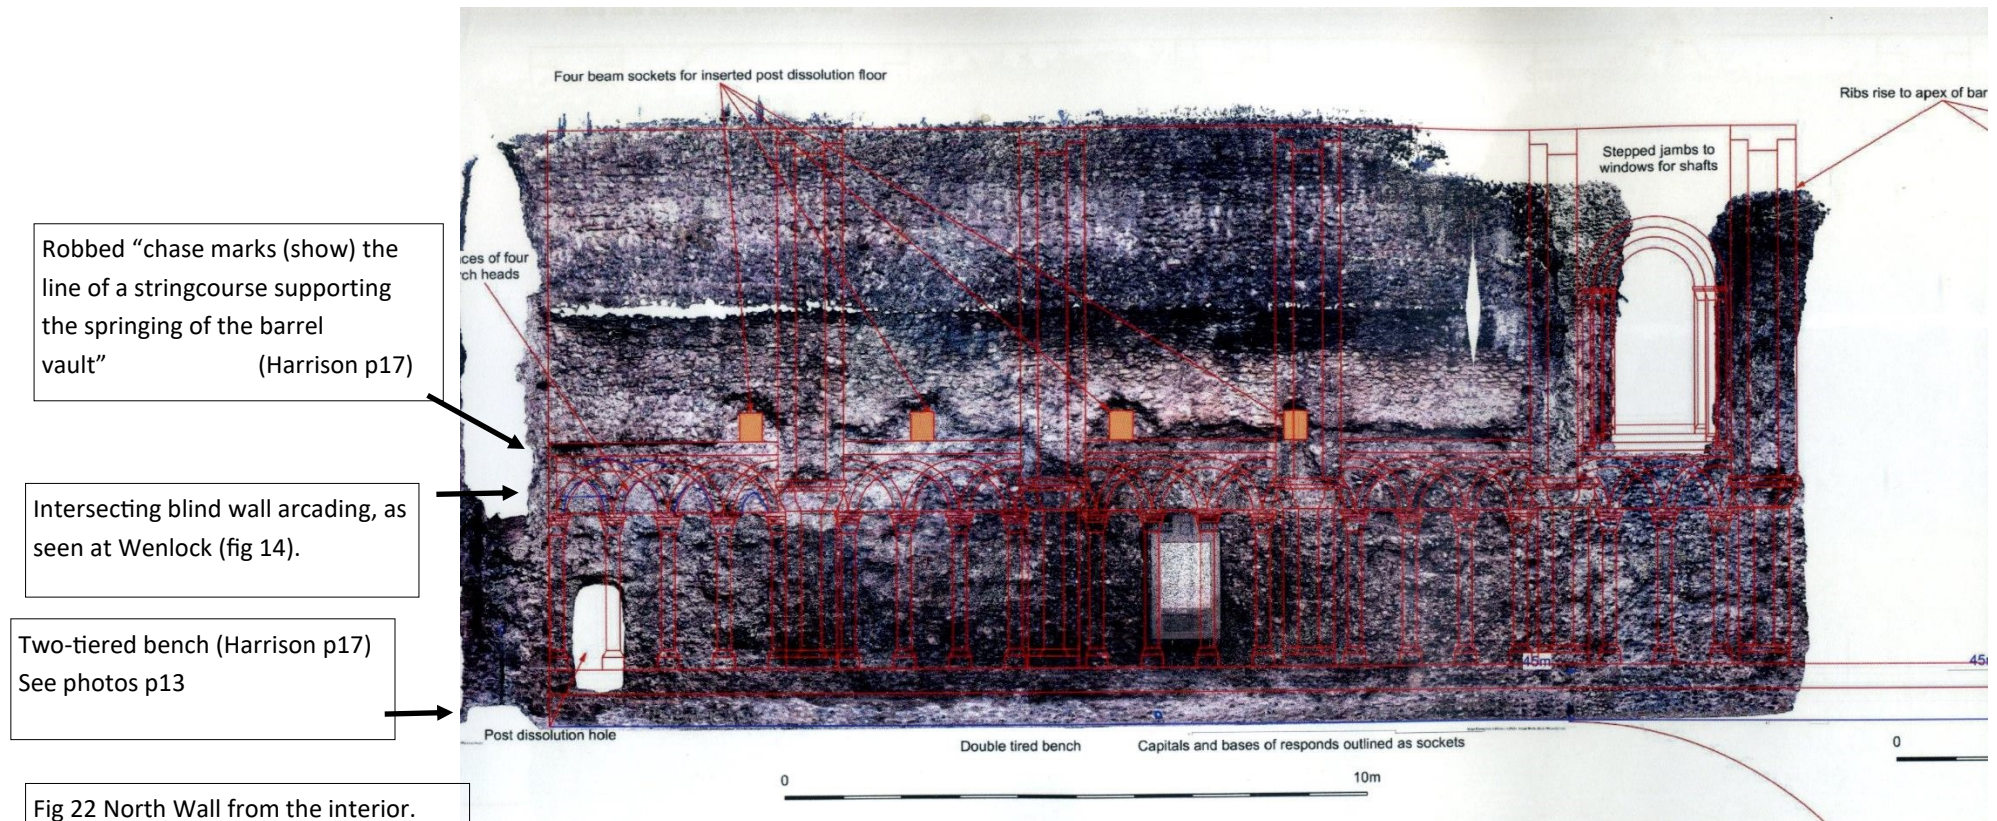 Four beam sockets for inserted post dissolution floor
Ribs rise to apex of bar
Stepped jambs to
windows for shafts
Robbed “chase marks (show) the
line of a stringcourse supporting
the springing of the barrel
vault” (Harrison p17)
ces of four
rch heads
Intersecting blind wall arcading, as
seen at Wenlock (fig 14).
Two-tiered bench (Harrison p17)
See photos p13
45m
45m
Post dissolution hole
Double tired bench
Capitals and bases of responds outlined as sockets
0
10m
0
Fig 22 North Wall from the interior.